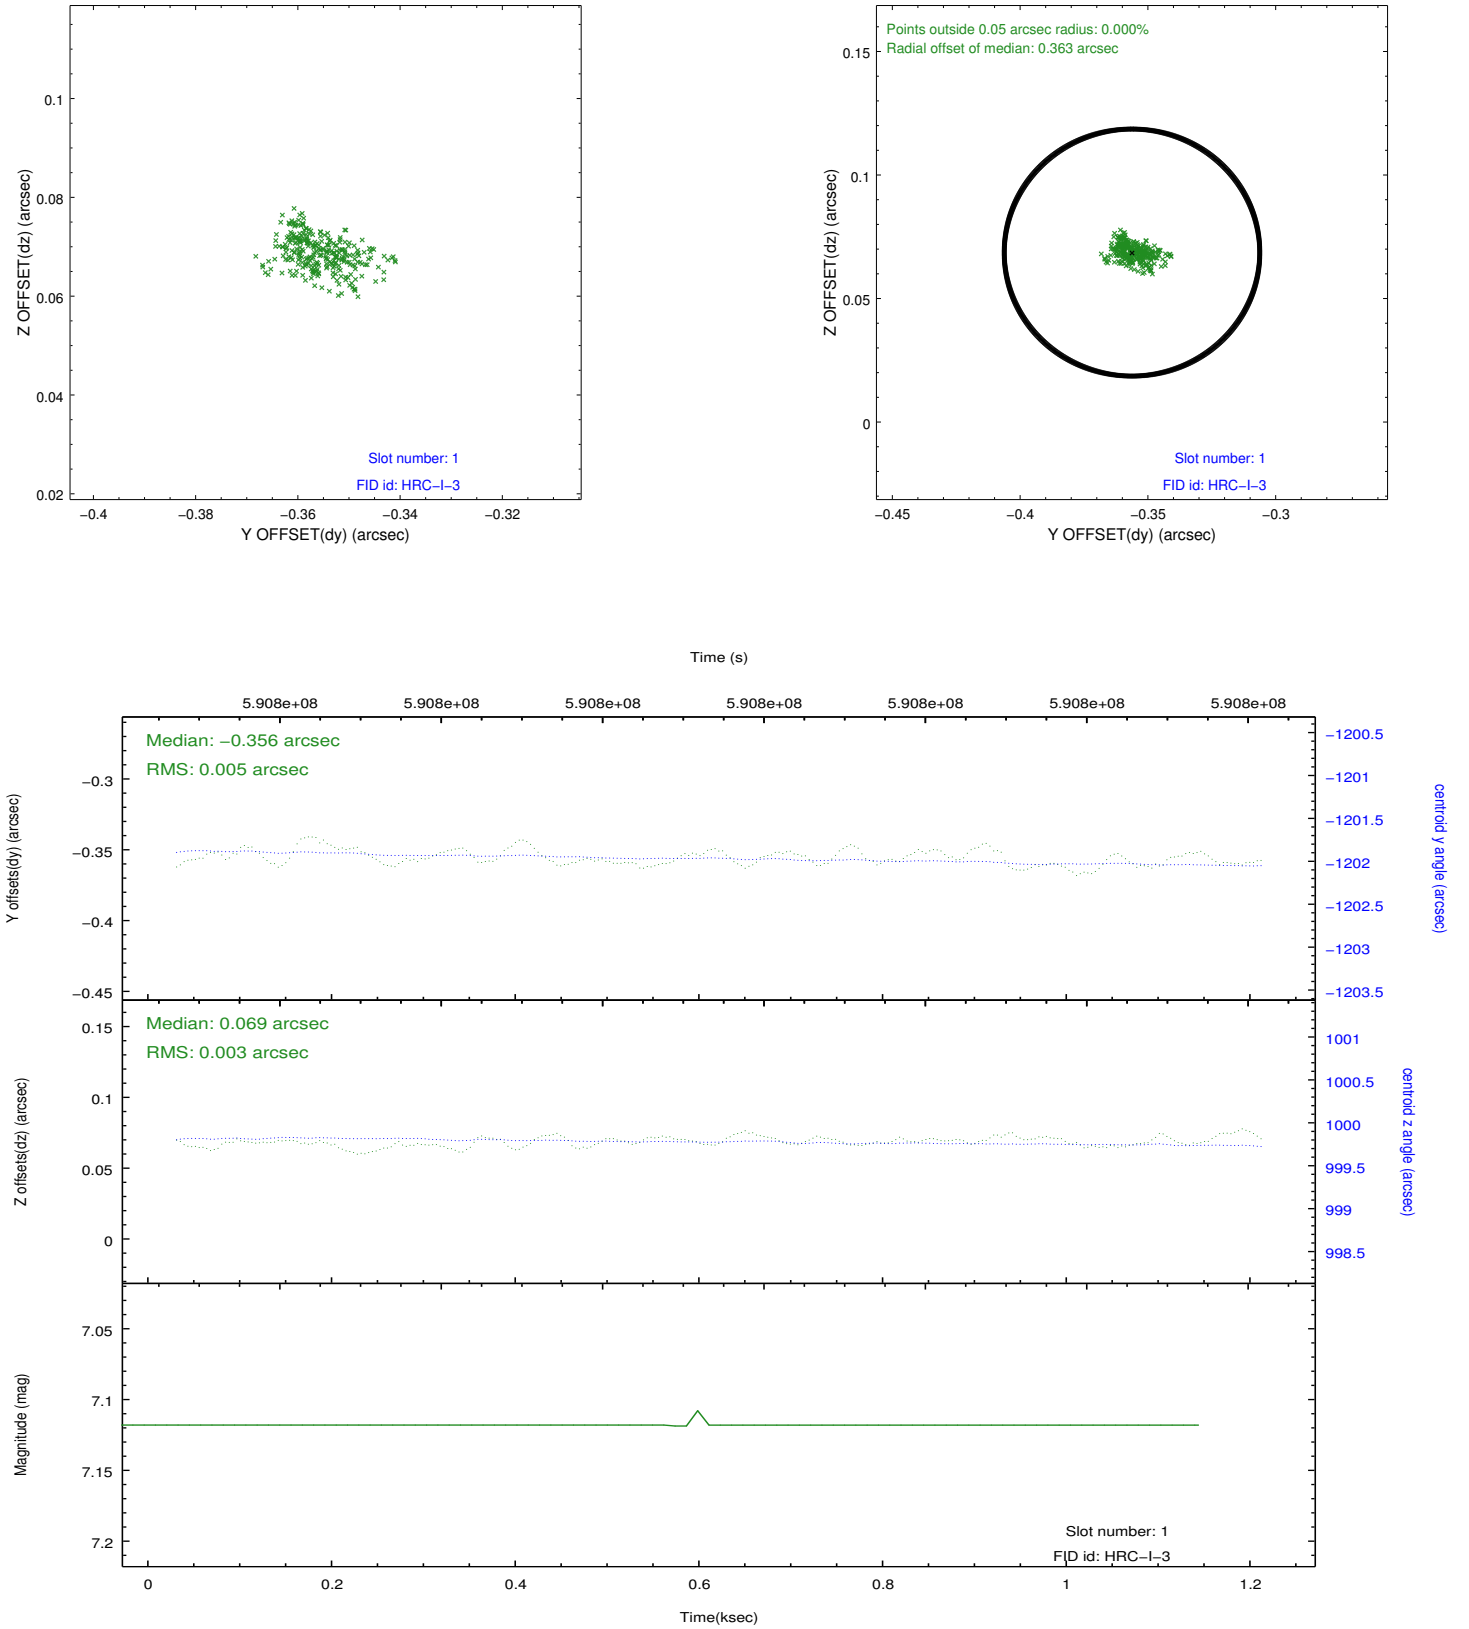 0.1
0.08
0.06
0.04
0.02
Z OFFSET(dz) (arcsec)
Slot number: 1
FID id: HRC−I−3
−0.4 −0.38 −0.36 −0.34 −0.32
Y OFFSET(dy) (arcsec)
Points outside 0.05 arcsec radius: 0.000%
Radial offset of median: 0.363 arcsec
0.15
0.1
0.05
0
Z OFFSET(dz) (arcsec)
Slot number: 1
FID id: HRC−I−3
−0.45 −0.4 −0.35 −0.3
Y OFFSET(dy) (arcsec)
Time (s)
5.908e+08 5.908e+08 5.908e+08 5.908e+08 5.908e+08 5.908e+08 5.908e+08
Median: −0.356 arcsec
RMS: 0.005 arcsec
−0.3
−0.35
−0.4
−0.45
Y offsets(dy) (arcsec)
−1200.5
−1201
−1201.5
−1202
−1202.5
−1203
−1203.5
centroid y angle (arcsec)
Median: 0.069 arcsec
RMS: 0.003 arcsec
0.15
0.1
0.05
0
Z offsets(dz) (arcsec)
1001
1000.5
1000
999.5
999
998.5
centroid z angle (arcsec)
7.05
7.1
7.15
7.2
Magnitude (mag)
Slot number: 1
FID id: HRC−I−3
0 0.2 0.4 0.6 0.8 1 1.2
Time(ksec)